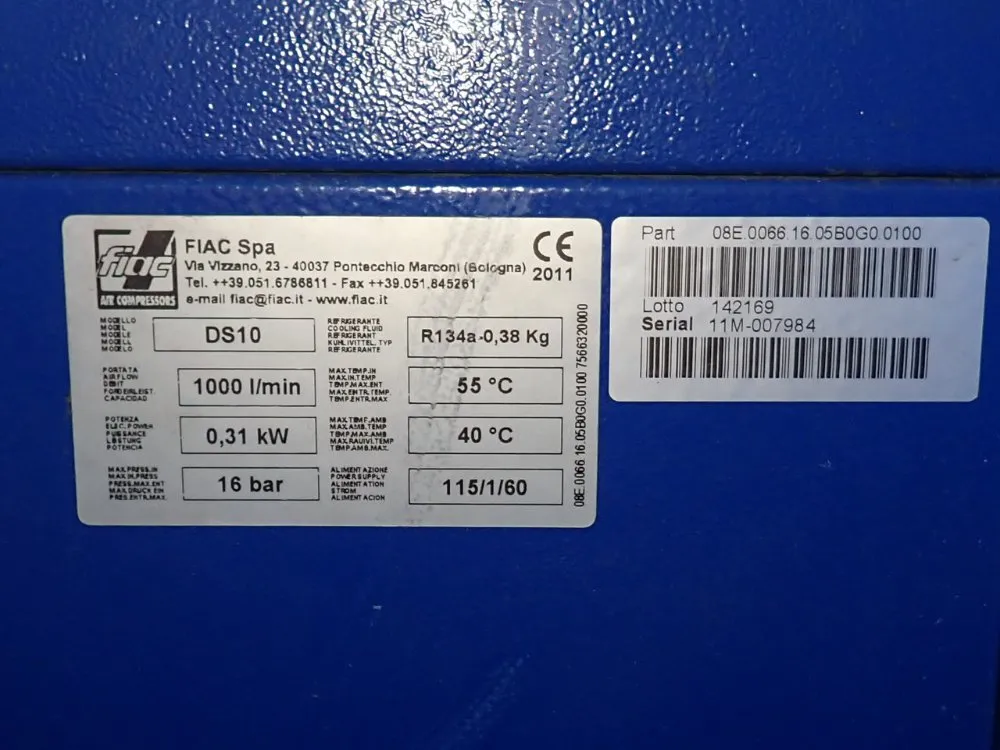 fiac
AIR COMPRESSORS
FIAC Spa
Via Vizzano, 23 - 40037 Pontecchio Marconi (Bologna)
Tel. ++39.051.6786811 - Fax ++39.051.845261
e-mail fiac@fiac.it - www.fiac.it
CE
2011
MODELLO
MODEL
MODELE
MODELL
MODELO
DS10
REFRIGERANTE
COOLING FLUID
REFRIGERANT
KUHLMITTEL. TYP
REFRIGERANTE
R134a-0,38 Kg
PORTATA
AIR FLOW
DEBIT
FORDERLEIST.
CAPACIDAD
1000 l/min
MAX.TEMP.IN
MAX.IN.TEMP
TEMP.MAX.ENT
MAX.EINTR.TEMP.
TEMP.ENTR.MAX
55 °C
POTENZA
ELEC. POWER
PUISSANCE
LEISTUNG
POTENCIA
0,31 kW
MAX.TEMP.AMB
MAX.AMB.TEMP
TEMP.MAX.AMB
MAX.RAUML.TEMP
TEMP.AMB.MAX.
40 °C
MAX.PRESS.IN
MAX.IN.PRESS
PRESS.MAX.ENT
MAX.DRUCK EIN
PRES.ENTR.MAX.
16 bar
ALIMENTAZIONE
POWER SUPPLY
ALIMENTATION
STROM
ALIMENTACION
115/1/60
08E.0066.16.05B0G0.0100 7566320000
Part 08E.0066.16.05B0G0.0100
Lotto 142169
Serial 11M-007984